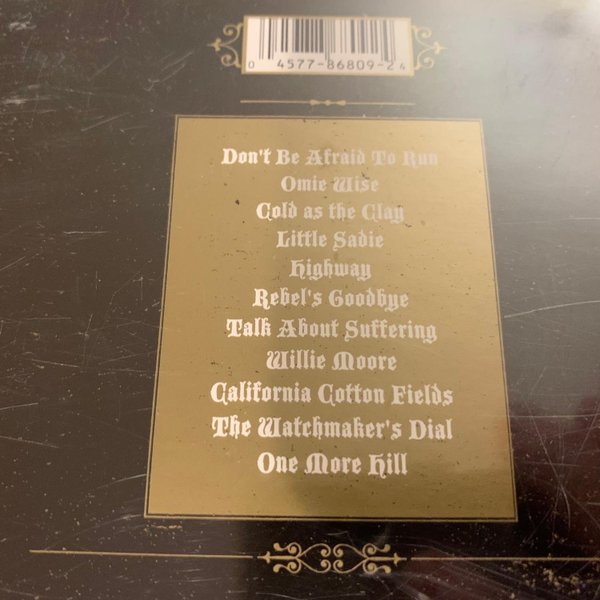 0 4577-86809-2 4
Don't Be Afraid To Run
Omie Wise
Cold as the Clay
Little Sadie
Highway
Rebel's Goodbye
Talk About Suffering
Willie Moore
California Cotton Fields
The Watchmaker's Dial
One More Hill